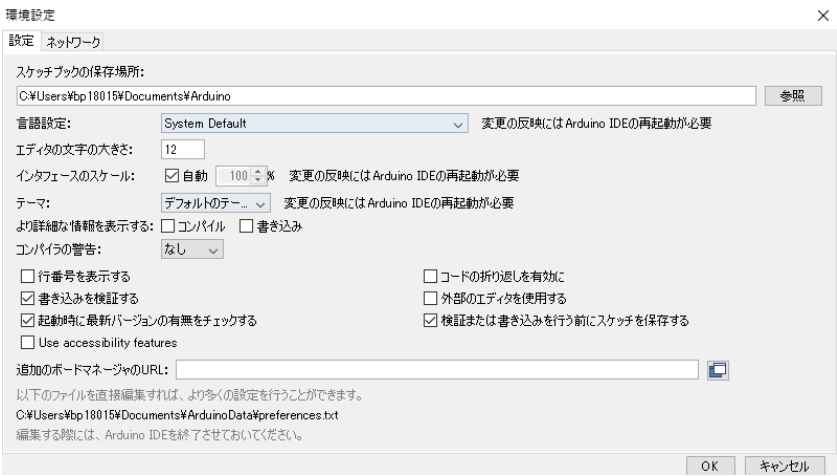 環境設定
設定 ネットワーク
スケッチブックの保存場所:
C:¥Users¥bp18015¥Documents¥Arduino 参照
言語設定: System Default 変更の反映にはArduino IDEの再起動が必要
エディタの文字の大きさ: 12
インタフェースのスケール: 自動 100 % 変更の反映にはArduino IDEの再起動が必要
テーマ: デフォルトのテー... 変更の反映にはArduino IDEの再起動が必要
より詳細な情報を表示する: コンパイル 書き込み
コンパイラの警告: なし
行番号を表示する コードの折り返しを有効に
書き込みを検証する 外部のエディタを使用する
起動時に最新バージョンの有無をチェックする 検証または書き込みを行う前にスケッチを保存する
Use accessibility features
追加のボードマネージャのURL:
以下のファイルを直接編集すれば、より多くの設定を行うことができます。
C:¥Users¥bp18015¥Documents¥ArduinoData¥preferences.txt
編集する際には、Arduino IDEを終了させておいてください。
OK キャンセル